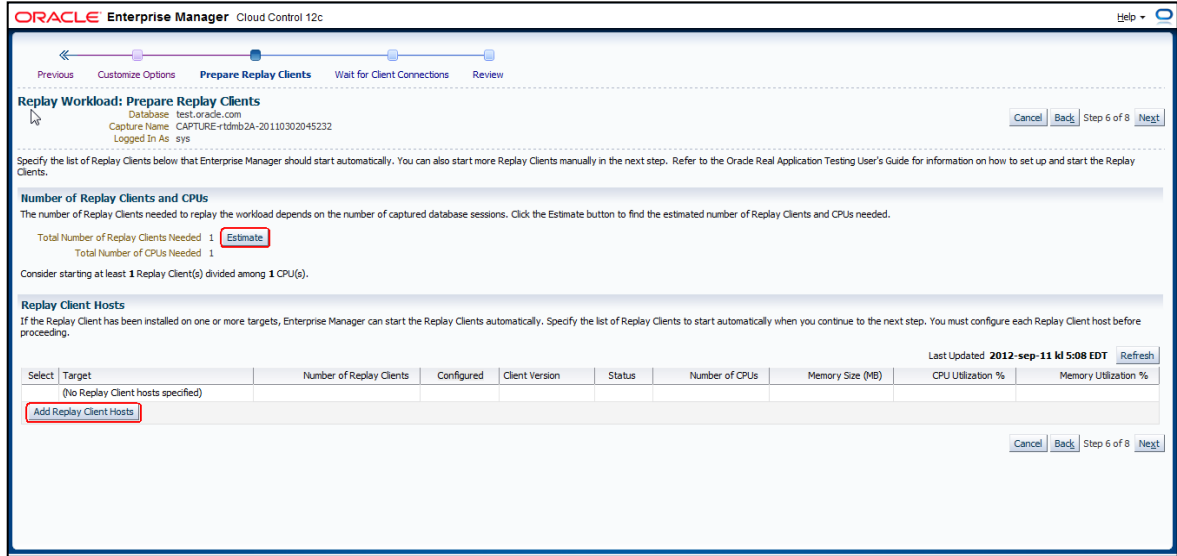 ORACLE Enterprise Manager Cloud Control 12c
Help
Previous Customize Options Prepare Replay Clients Wait for Client Connections Review
Replay Workload: Prepare Replay Clients
Database test.oracle.com
Capture Name CAPTURE-rtdmb2A-20110302045232
Logged In As sys
Cancel Back Step 6 of 8 Next
Specify the list of Replay Clients below that Enterprise Manager should start automatically. You can also start more Replay Clients manually in the next step. Refer to the Oracle Real Application Testing User's Guide for information on how to set up and start the Replay
Clients.
Number of Replay Clients and CPUs
The number of Replay Clients needed to replay the workload depends on the number of captured database sessions. Click the Estimate button to find the estimated number of Replay Clients and CPUs needed.
Total Number of Replay Clients Needed 1 Estimate
Total Number of CPUs Needed 1
Consider starting at least 1 Replay Client(s) divided among 1 CPU(s).
Replay Client Hosts
If the Replay Client has been installed on one or more targets, Enterprise Manager can start the Replay Clients automatically. Specify the list of Replay Clients to start automatically when you continue to the next step. You must configure each Replay Client host before
proceeding.
Last Updated 2012-sep-11 kl 5:08 EDT Refresh
Select Target Number of Replay Clients Configured Client Version Status Number of CPUs Memory Size (MB) CPU Utilization % Memory Utilization %
(No Replay Client hosts specified)
Add Replay Client Hosts
Cancel Back Step 6 of 8 Next